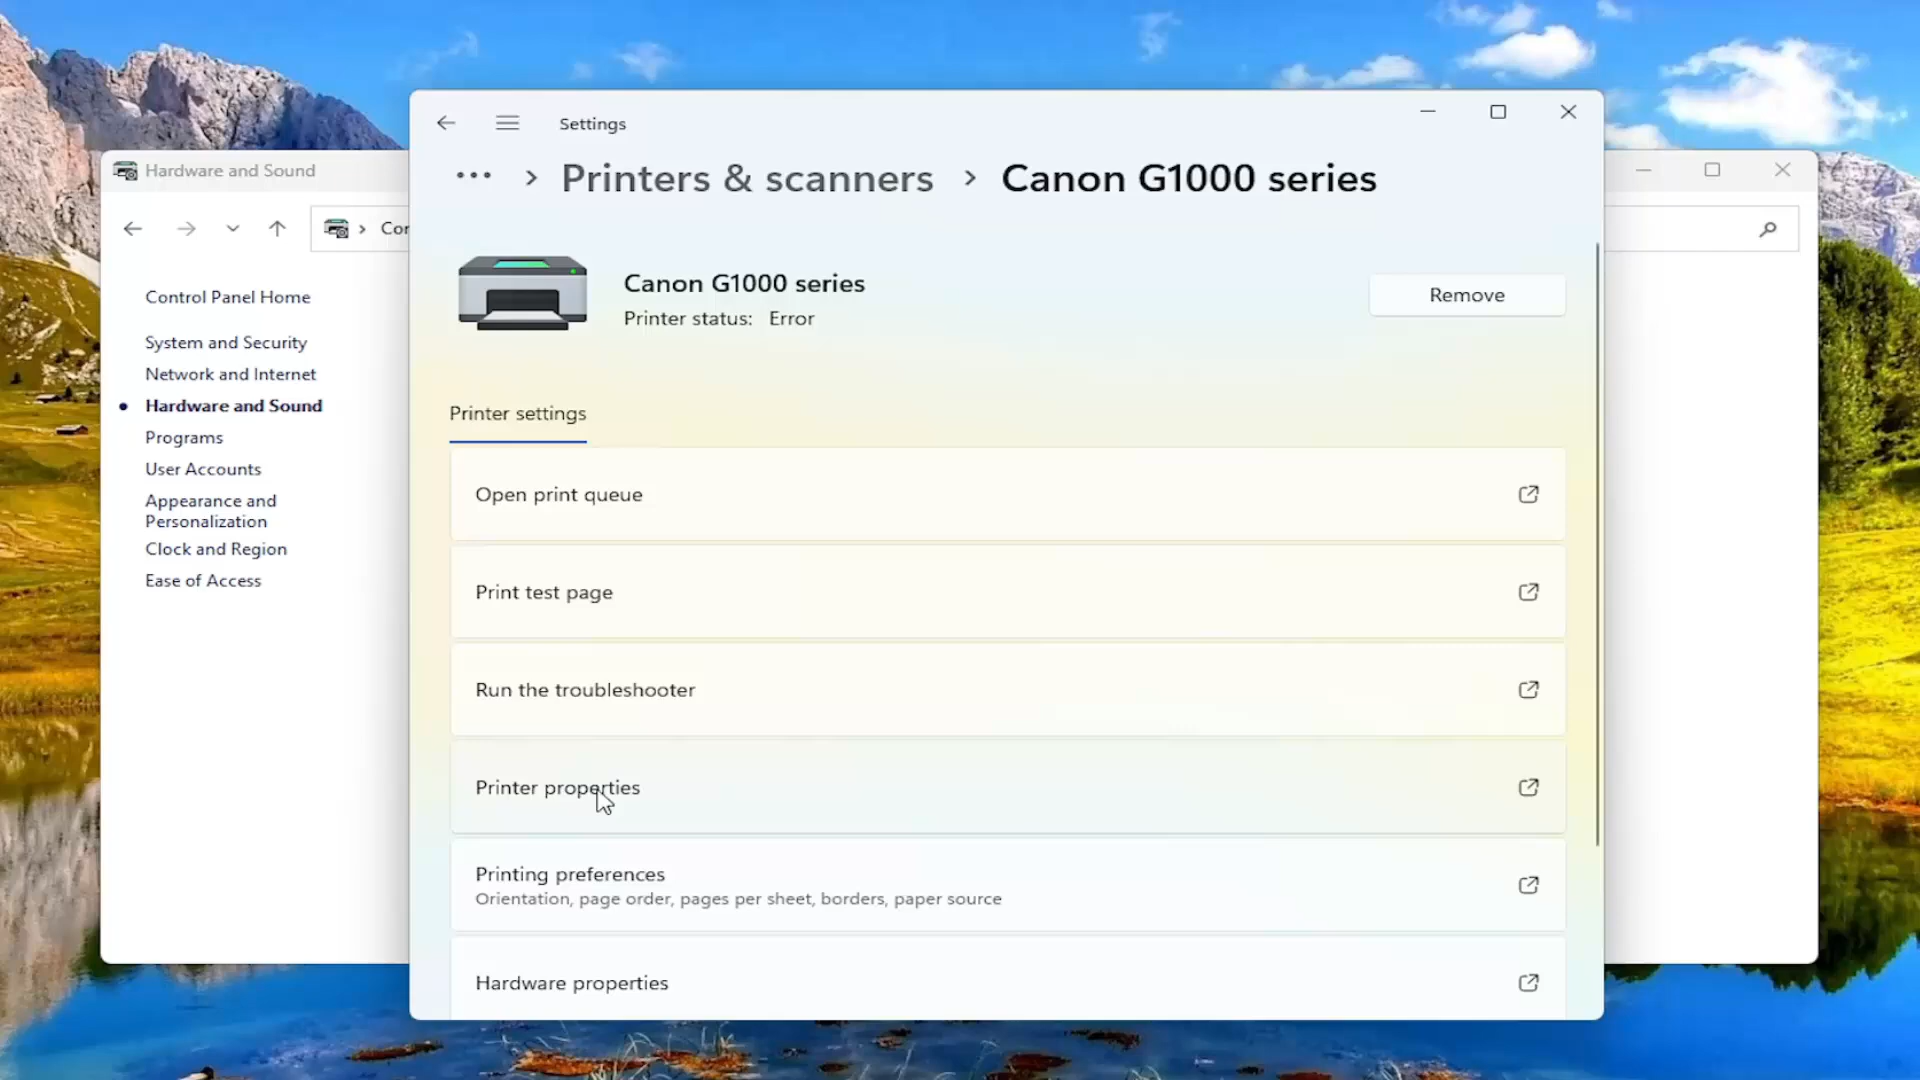 Hardware and Sound
Cor
Control Panel Home
System and Security
Network and Internet
Hardware and Sound
Programs
User Accounts
Appearance and
Personalization
Clock and Region
Ease of Access
Settings
··· > Printers & scanners > Canon G1000 series
Canon G1000 series
Printer status: Error
Remove
Printer settings
Open print queue
Print test page
Run the troubleshooter
Printer properties
Printing preferences
Orientation, page order, pages per sheet, borders, paper source
Hardware properties